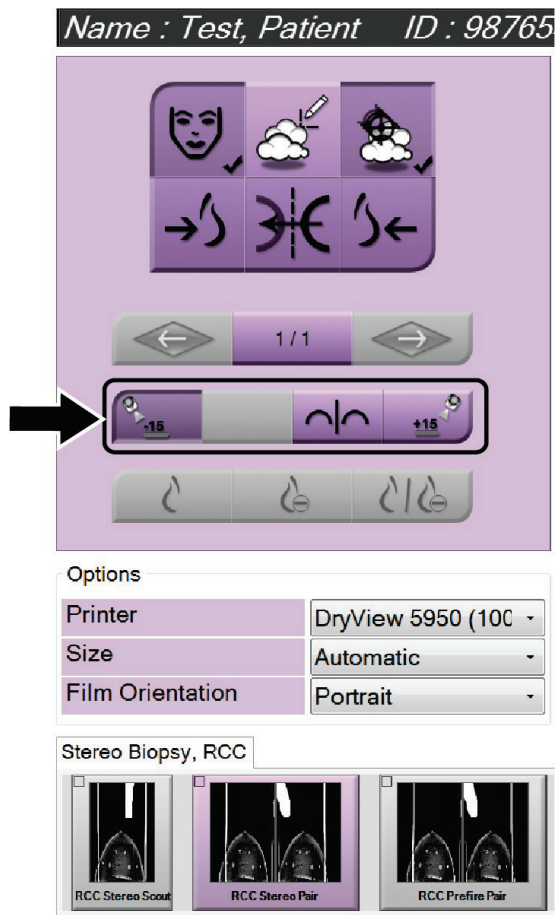 Name : Test, Patient ID : 98765
1 / 1
-15 +15
Options
Printer DryView 5950 (100
Size Automatic
Film Orientation Portrait
Stereo Biopsy, RCC
RCC Stereo Scout RCC Stereo Pair RCC Prefire Pair